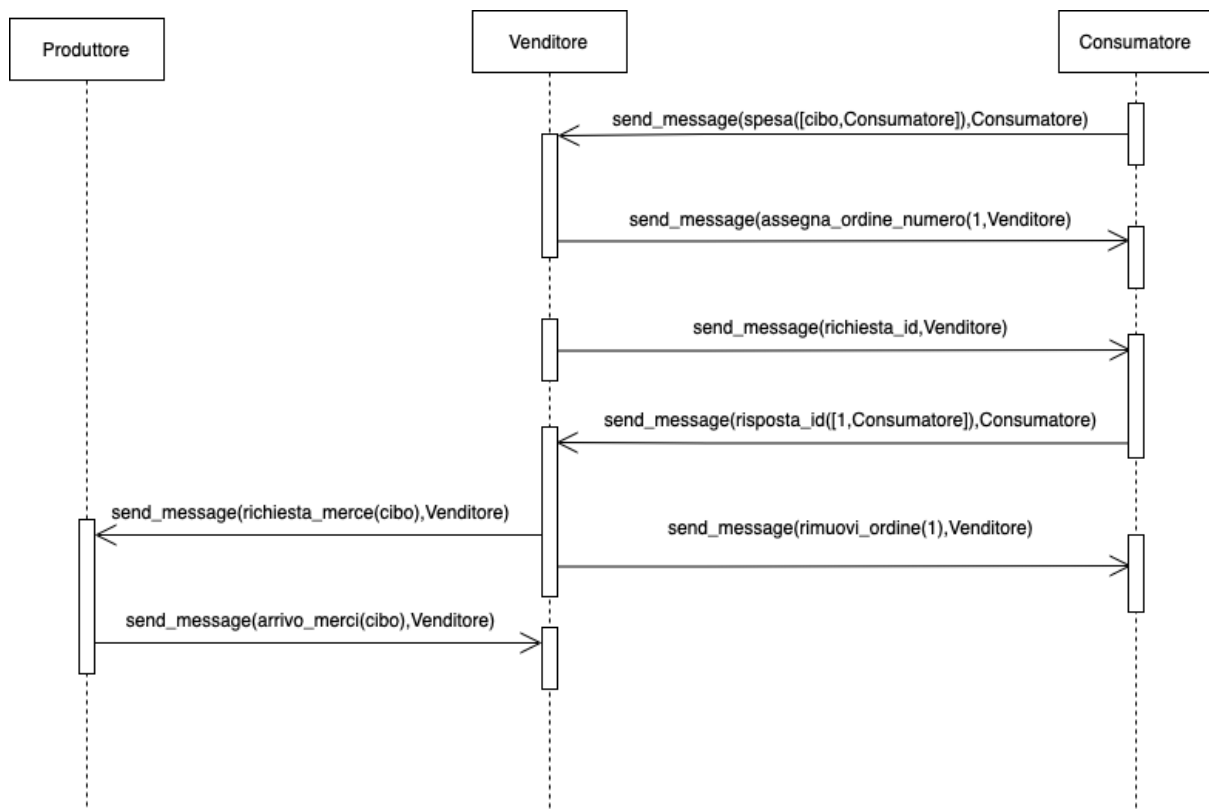 Produttore
Venditore
Consumatore
send_message(spesa([cibo,Consumatore]),Consumatore)
send_message(assegna_ordine_numero(1,Venditore)
send_message(richiesta_id,Venditore)
send_message(risposta_id([1,Consumatore]),Consumatore)
send_message(richiesta_merce(cibo),Venditore)
send_message(rimuovi_ordine(1),Venditore)
send_message(arrivo_merci(cibo),Venditore)